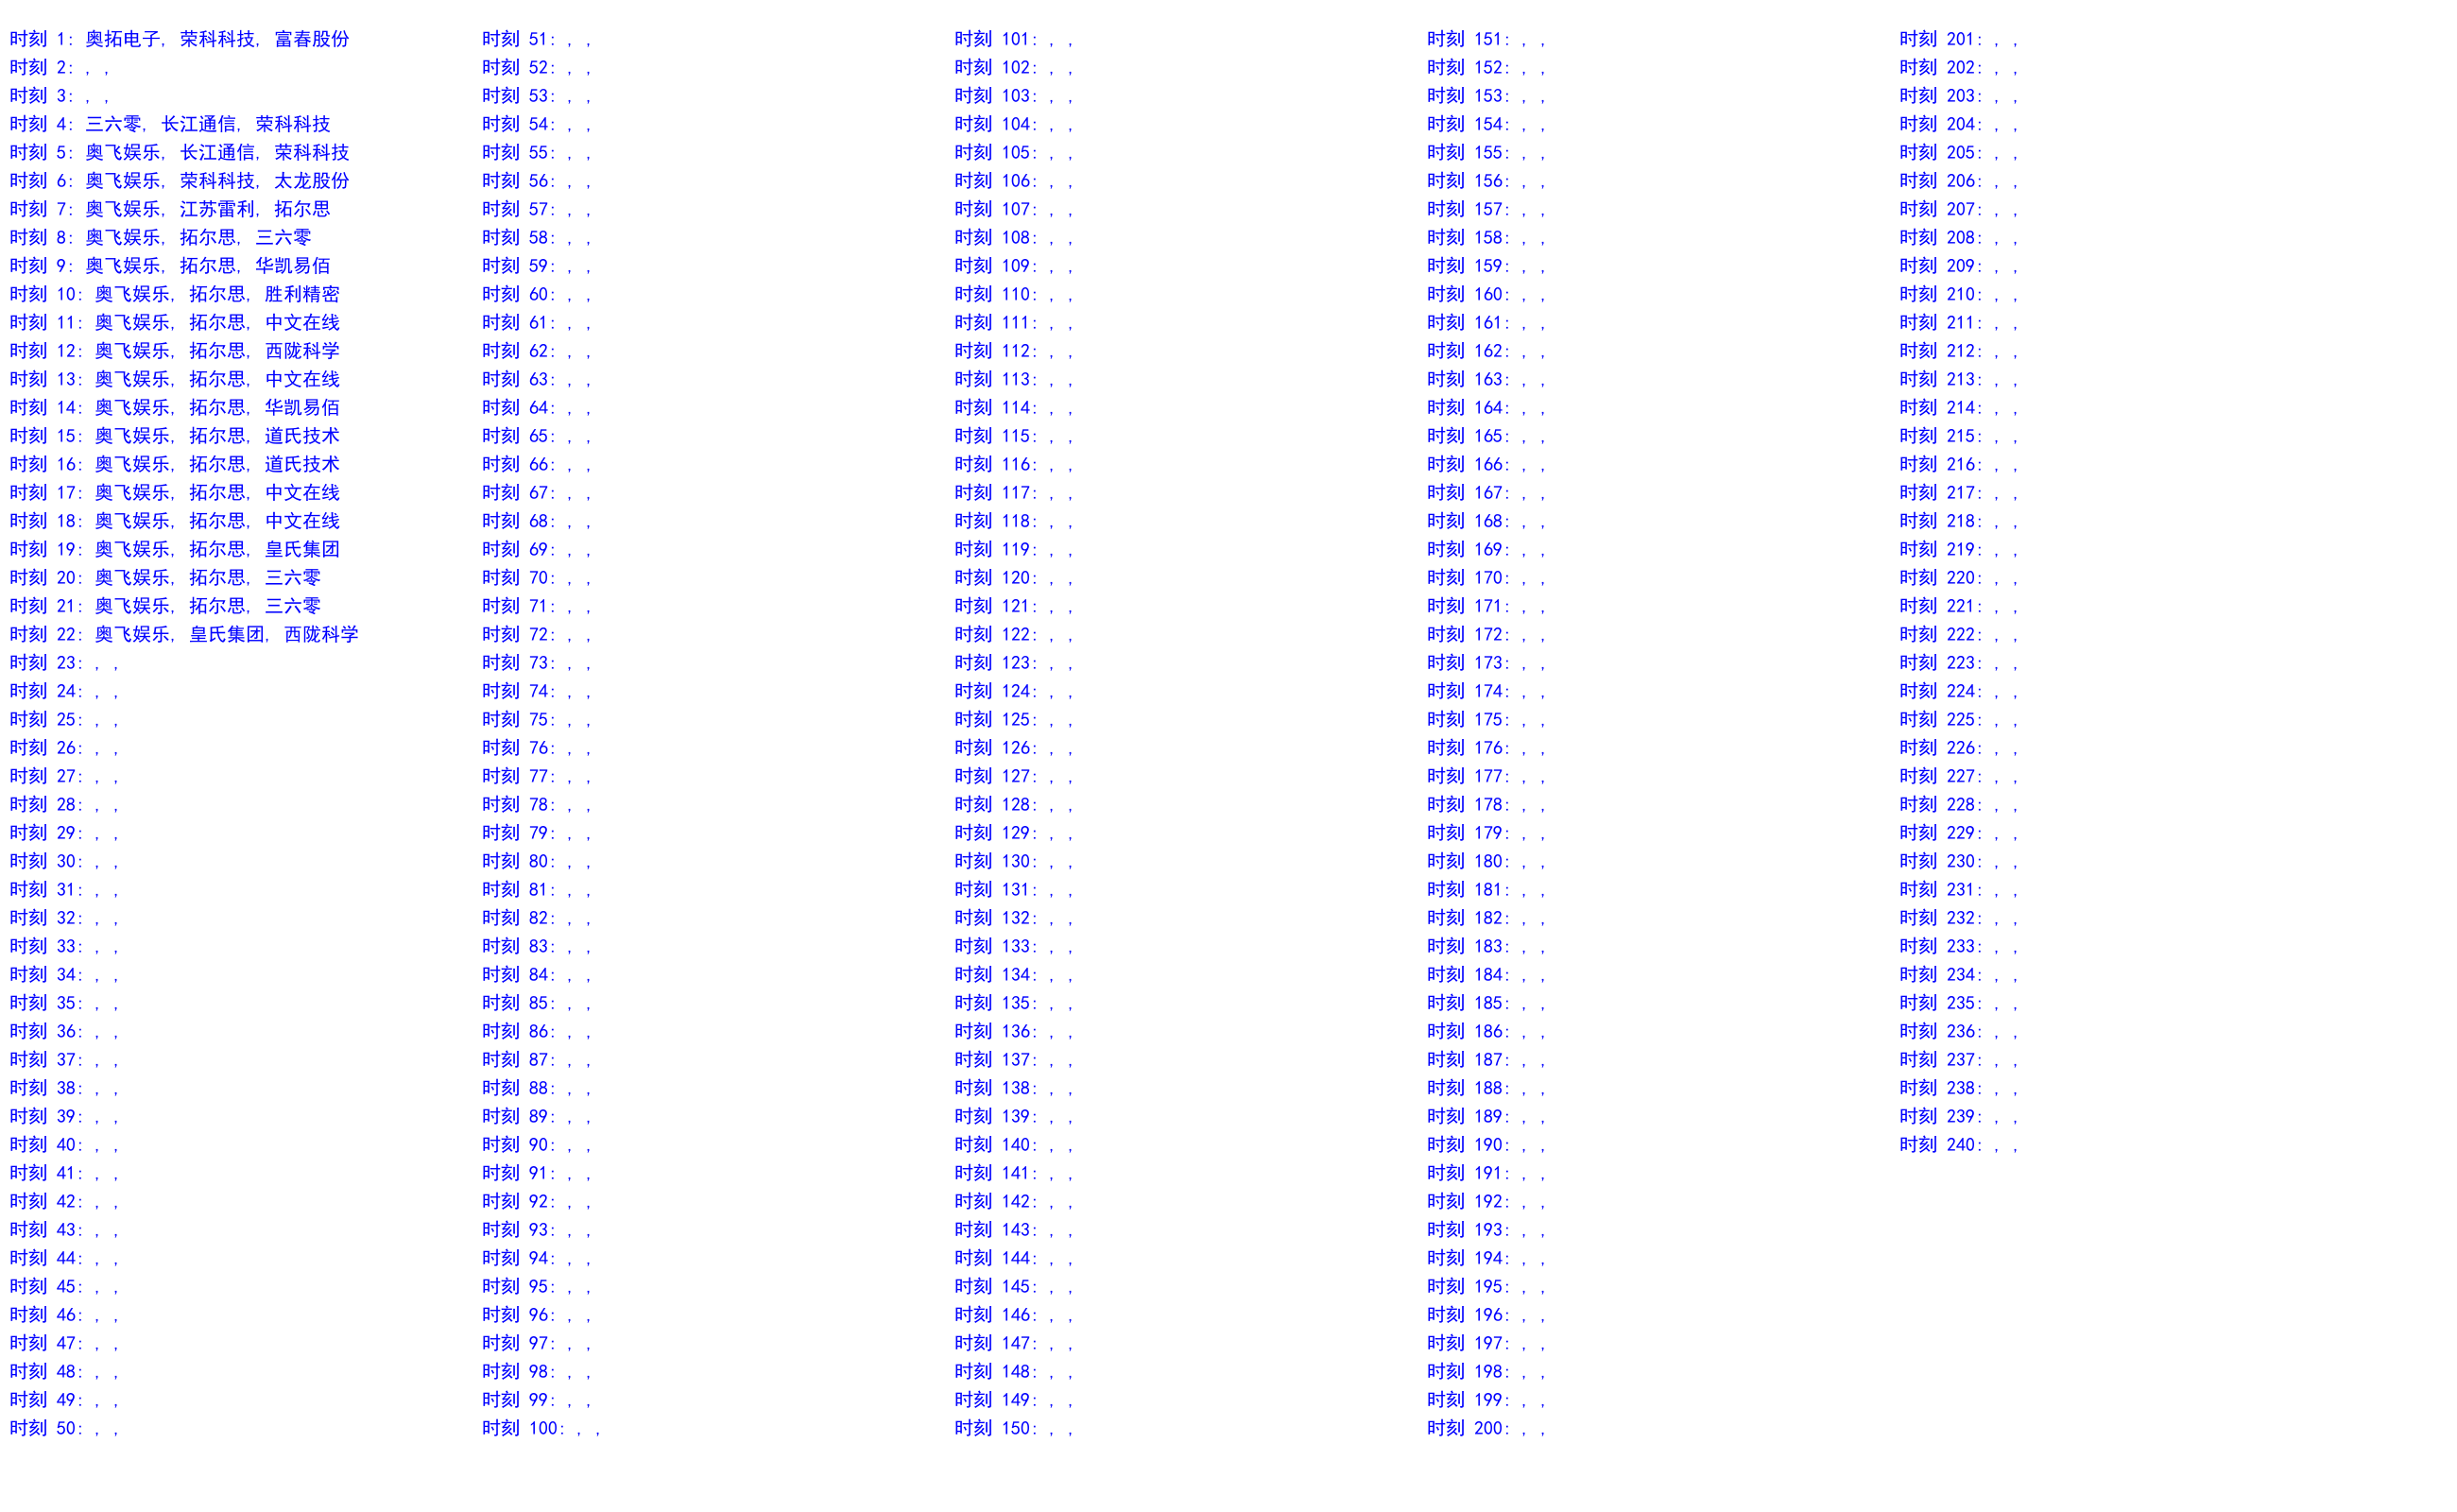 时刻 1: 奥拓电子, 荣科科技, 富春股份
时刻 2: , ,
时刻 3: , ,
时刻 4: 三六零, 长江通信, 荣科科技
时刻 5: 奥飞娱乐, 长江通信, 荣科科技
时刻 6: 奥飞娱乐, 荣科科技, 太龙股份
时刻 7: 奥飞娱乐, 江苏雷利, 拓尔思
时刻 8: 奥飞娱乐, 拓尔思, 三六零
时刻 9: 奥飞娱乐, 拓尔思, 华凯易佰
时刻 10: 奥飞娱乐, 拓尔思, 胜利精密
时刻 11: 奥飞娱乐, 拓尔思, 中文在线
时刻 12: 奥飞娱乐, 拓尔思, 西陇科学
时刻 13: 奥飞娱乐, 拓尔思, 中文在线
时刻 14: 奥飞娱乐, 拓尔思, 华凯易佰
时刻 15: 奥飞娱乐, 拓尔思, 道氏技术
时刻 16: 奥飞娱乐, 拓尔思, 道氏技术
时刻 17: 奥飞娱乐, 拓尔思, 中文在线
时刻 18: 奥飞娱乐, 拓尔思, 中文在线
时刻 19: 奥飞娱乐, 拓尔思, 皇氏集团
时刻 20: 奥飞娱乐, 拓尔思, 三六零
时刻 21: 奥飞娱乐, 拓尔思, 三六零
时刻 22: 奥飞娱乐, 皇氏集团, 西陇科学
时刻 23: , ,
时刻 24: , ,
时刻 25: , ,
时刻 26: , ,
时刻 27: , ,
时刻 28: , ,
时刻 29: , ,
时刻 30: , ,
时刻 31: , ,
时刻 32: , ,
时刻 33: , ,
时刻 34: , ,
时刻 35: , ,
时刻 36: , ,
时刻 37: , ,
时刻 38: , ,
时刻 39: , ,
时刻 40: , ,
时刻 41: , ,
时刻 42: , ,
时刻 43: , ,
时刻 44: , ,
时刻 45: , ,
时刻 46: , ,
时刻 47: , ,
时刻 48: , ,
时刻 49: , ,
时刻 50: , ,
时刻 51: , ,
时刻 52: , ,
时刻 53: , ,
时刻 54: , ,
时刻 55: , ,
时刻 56: , ,
时刻 57: , ,
时刻 58: , ,
时刻 59: , ,
时刻 60: , ,
时刻 61: , ,
时刻 62: , ,
时刻 63: , ,
时刻 64: , ,
时刻 65: , ,
时刻 66: , ,
时刻 67: , ,
时刻 68: , ,
时刻 69: , ,
时刻 70: , ,
时刻 71: , ,
时刻 72: , ,
时刻 73: , ,
时刻 74: , ,
时刻 75: , ,
时刻 76: , ,
时刻 77: , ,
时刻 78: , ,
时刻 79: , ,
时刻 80: , ,
时刻 81: , ,
时刻 82: , ,
时刻 83: , ,
时刻 84: , ,
时刻 85: , ,
时刻 86: , ,
时刻 87: , ,
时刻 88: , ,
时刻 89: , ,
时刻 90: , ,
时刻 91: , ,
时刻 92: , ,
时刻 93: , ,
时刻 94: , ,
时刻 95: , ,
时刻 96: , ,
时刻 97: , ,
时刻 98: , ,
时刻 99: , ,
时刻 100: , ,
时刻 101: , ,
时刻 102: , ,
时刻 103: , ,
时刻 104: , ,
时刻 105: , ,
时刻 106: , ,
时刻 107: , ,
时刻 108: , ,
时刻 109: , ,
时刻 110: , ,
时刻 111: , ,
时刻 112: , ,
时刻 113: , ,
时刻 114: , ,
时刻 115: , ,
时刻 116: , ,
时刻 117: , ,
时刻 118: , ,
时刻 119: , ,
时刻 120: , ,
时刻 121: , ,
时刻 122: , ,
时刻 123: , ,
时刻 124: , ,
时刻 125: , ,
时刻 126: , ,
时刻 127: , ,
时刻 128: , ,
时刻 129: , ,
时刻 130: , ,
时刻 131: , ,
时刻 132: , ,
时刻 133: , ,
时刻 134: , ,
时刻 135: , ,
时刻 136: , ,
时刻 137: , ,
时刻 138: , ,
时刻 139: , ,
时刻 140: , ,
时刻 141: , ,
时刻 142: , ,
时刻 143: , ,
时刻 144: , ,
时刻 145: , ,
时刻 146: , ,
时刻 147: , ,
时刻 148: , ,
时刻 149: , ,
时刻 150: , ,
时刻 151: , ,
时刻 152: , ,
时刻 153: , ,
时刻 154: , ,
时刻 155: , ,
时刻 156: , ,
时刻 157: , ,
时刻 158: , ,
时刻 159: , ,
时刻 160: , ,
时刻 161: , ,
时刻 162: , ,
时刻 163: , ,
时刻 164: , ,
时刻 165: , ,
时刻 166: , ,
时刻 167: , ,
时刻 168: , ,
时刻 169: , ,
时刻 170: , ,
时刻 171: , ,
时刻 172: , ,
时刻 173: , ,
时刻 174: , ,
时刻 175: , ,
时刻 176: , ,
时刻 177: , ,
时刻 178: , ,
时刻 179: , ,
时刻 180: , ,
时刻 181: , ,
时刻 182: , ,
时刻 183: , ,
时刻 184: , ,
时刻 185: , ,
时刻 186: , ,
时刻 187: , ,
时刻 188: , ,
时刻 189: , ,
时刻 190: , ,
时刻 191: , ,
时刻 192: , ,
时刻 193: , ,
时刻 194: , ,
时刻 195: , ,
时刻 196: , ,
时刻 197: , ,
时刻 198: , ,
时刻 199: , ,
时刻 200: , ,
时刻 201: , ,
时刻 202: , ,
时刻 203: , ,
时刻 204: , ,
时刻 205: , ,
时刻 206: , ,
时刻 207: , ,
时刻 208: , ,
时刻 209: , ,
时刻 210: , ,
时刻 211: , ,
时刻 212: , ,
时刻 213: , ,
时刻 214: , ,
时刻 215: , ,
时刻 216: , ,
时刻 217: , ,
时刻 218: , ,
时刻 219: , ,
时刻 220: , ,
时刻 221: , ,
时刻 222: , ,
时刻 223: , ,
时刻 224: , ,
时刻 225: , ,
时刻 226: , ,
时刻 227: , ,
时刻 228: , ,
时刻 229: , ,
时刻 230: , ,
时刻 231: , ,
时刻 232: , ,
时刻 233: , ,
时刻 234: , ,
时刻 235: , ,
时刻 236: , ,
时刻 237: , ,
时刻 238: , ,
时刻 239: , ,
时刻 240: , ,